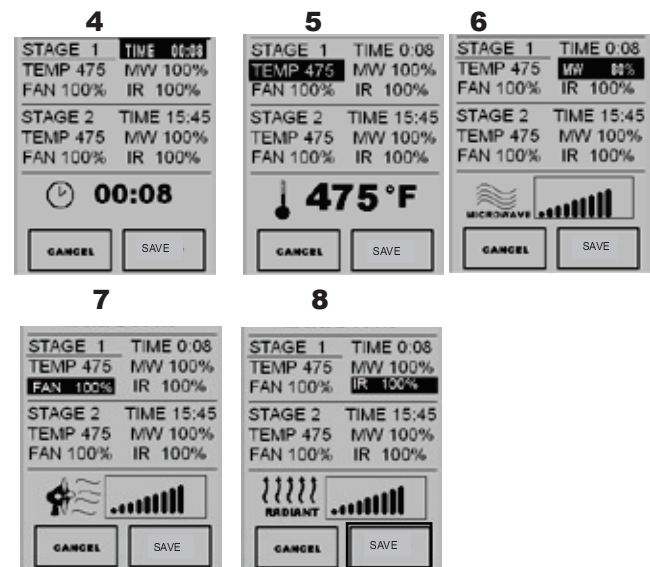 4
STAGE 1 TIME 00:08
TEMP 475 MW 100%
FAN 100% IR 100%
STAGE 2 TIME 15:45
TEMP 475 MW 100%
FAN 100% IR 100%
00:08
CANCEL SAVE
5
STAGE 1 TIME 0:08
TEMP 475 MW 100%
FAN 100% IR 100%
STAGE 2 TIME 15:45
TEMP 475 MW 100%
FAN 100% IR 100%
475°F
CANCEL SAVE
6
STAGE 1 TIME 0:08
TEMP 475 MW 80%
FAN 100% IR 100%
STAGE 2 TIME 15:45
TEMP 475 MW 100%
FAN 100% IR 100%
MICROWAVE
CANCEL SAVE
7
STAGE 1 TIME 0:08
TEMP 475 MW 100%
FAN 100% IR 100%
STAGE 2 TIME 15:45
TEMP 475 MW 100%
FAN 100% IR 100%
CANCEL SAVE
8
STAGE 1 TIME 0:08
TEMP 475 MW 100%
FAN 100% IR 100%
STAGE 2 TIME 15:45
TEMP 475 MW 100%
FAN 100% IR 100%
RADIANT
CANCEL SAVE